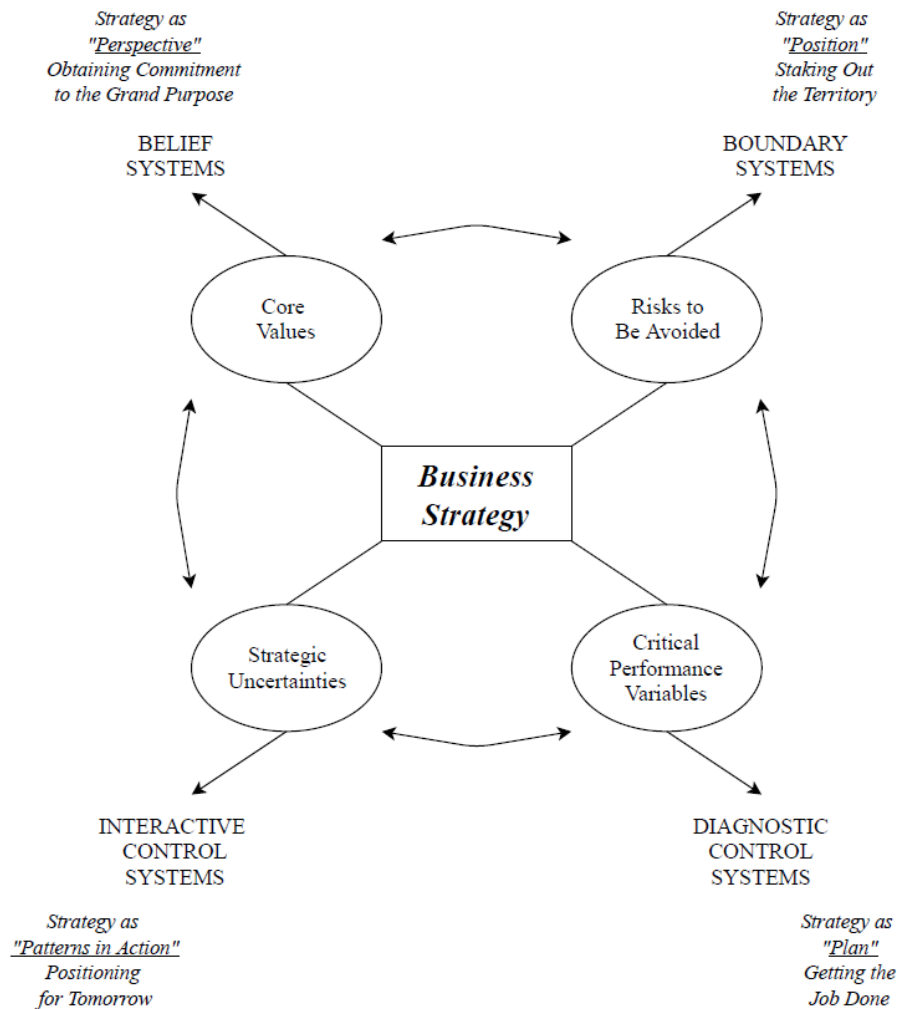 Strategy as
"Perspective"
Obtaining Commitment
to the Grand Purpose
BELIEF
SYSTEMS
Strategy as
"Position"
Staking Out
the Territory
BOUNDARY
SYSTEMS
Core
Values
Risks to
Be Avoided
Business
Strategy
Strategic
Uncertainties
Critical
Performance
Variables
INTERACTIVE
CONTROL
SYSTEMS
Strategy as
"Patterns in Action"
Positioning
for Tomorrow
DIAGNOSTIC
CONTROL
SYSTEMS
Strategy as
"Plan"
Getting the
Job Done